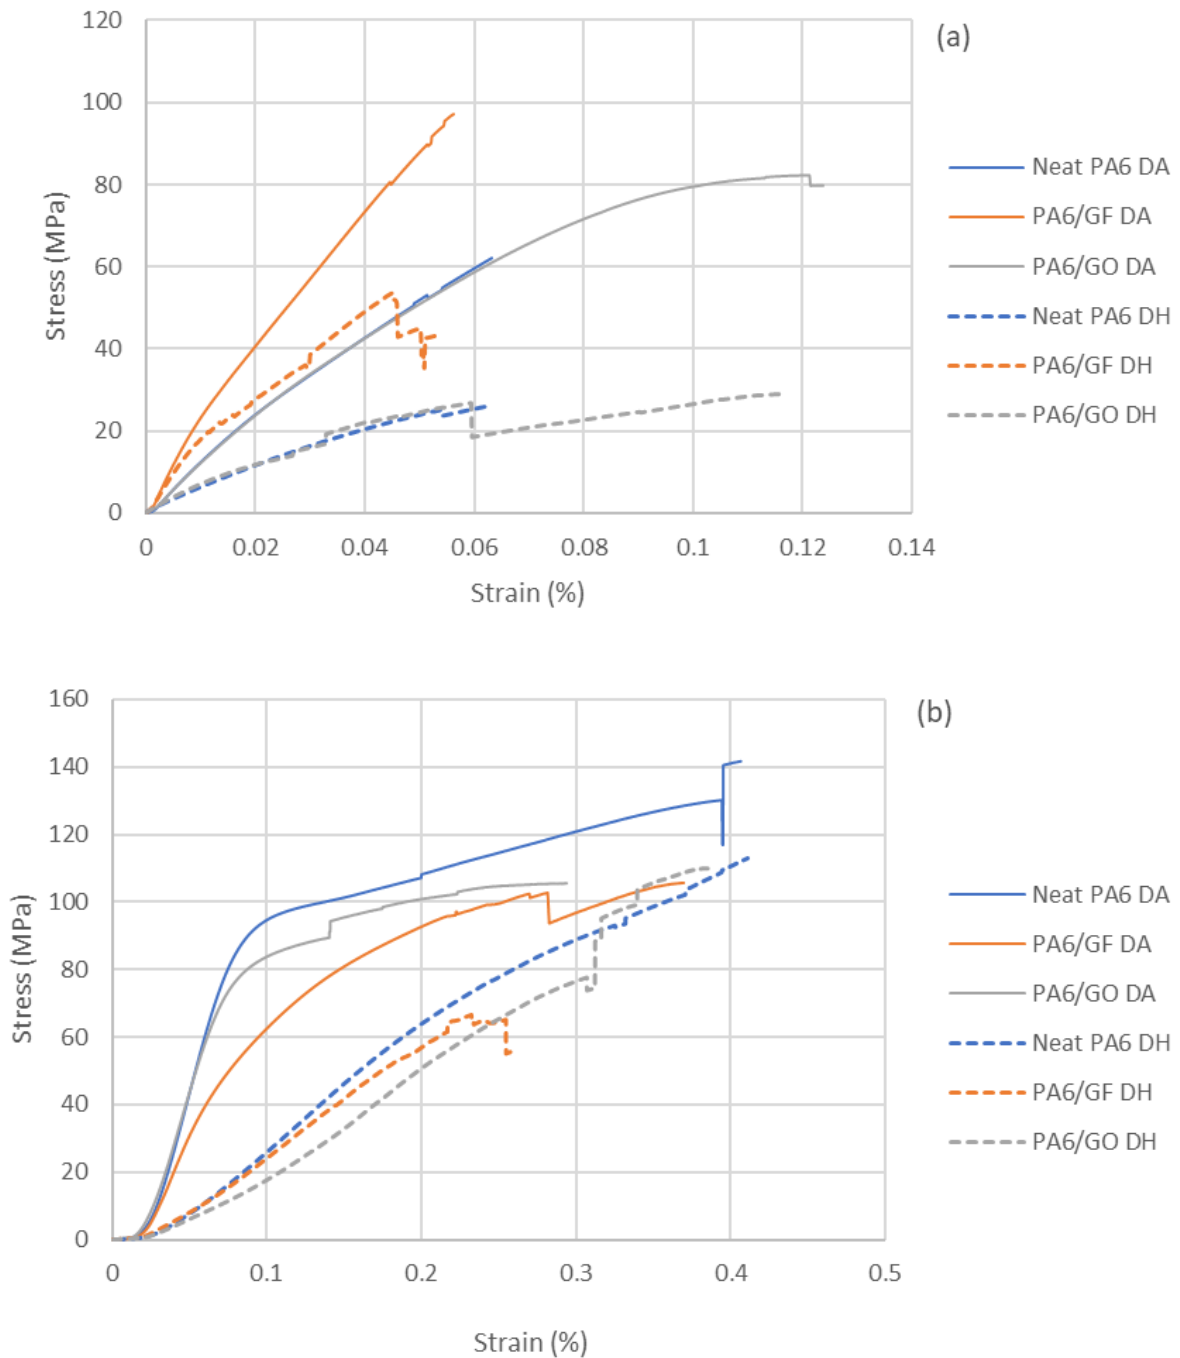 120
(a)
100
80
60
40
20
0
Stress (MPa)
0 0.02 0.04 0.06 0.08 0.1 0.12 0.14
Strain (%)
Neat PA6 DA
PA6/GF DA
PA6/GO DA
Neat PA6 DH
PA6/GF DH
PA6/GO DH
160
(b)
140
120
100
80
60
40
20
0
Stress (MPa)
0 0.1 0.2 0.3 0.4 0.5
Strain (%)
Neat PA6 DA
PA6/GF DA
PA6/GO DA
Neat PA6 DH
PA6/GF DH
PA6/GO DH